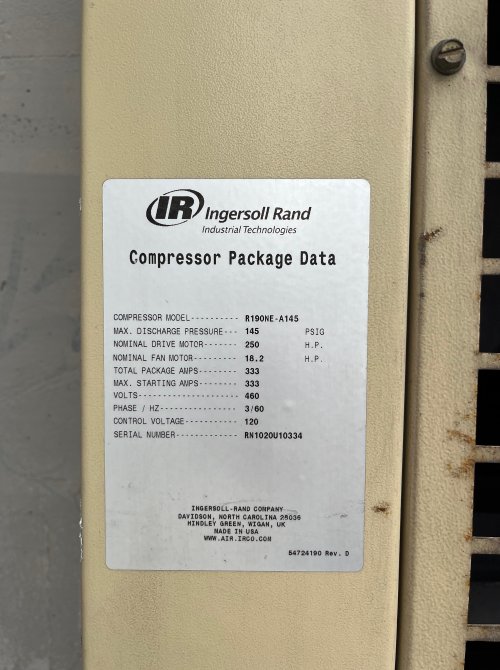 IR Ingersoll Rand
Industrial Technologies
Compressor Package Data
COMPRESSOR MODEL---------- R190NE-A145
MAX. DISCHARGE PRESSURE--- 145 PSIG
NOMINAL DRIVE MOTOR------- 250 H.P.
NOMINAL FAN MOTOR--------- 18.2 H.P.
TOTAL PACKAGE AMPS-------- 333
MAX. STARTING AMPS-------- 333
VOLTS--------------------- 460
PHASE / HZ---------------- 3/60
CONTROL VOLTAGE----------- 120
SERIAL NUMBER------------- RN1020U10334
INGERSOLL-RAND COMPANY
DAVIDSON, NORTH CAROLINA 28036
HINDLEY GREEN, WIGAN, UK
MADE IN USA
WWW.AIR.IRCO.COM
54724190 Rev. D